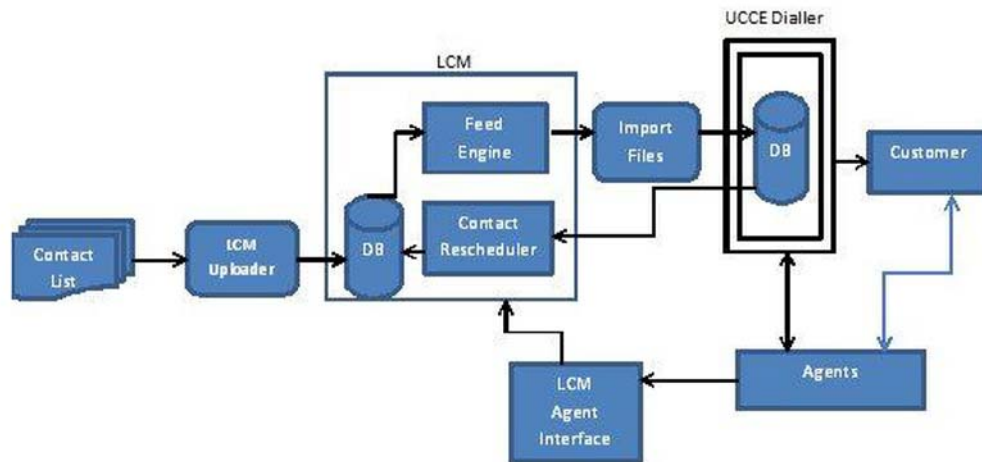 UCCE Dialler
LCM
Feed
Engine
Import
Files
DB
Customer
Contact
List
LCM
Uploader
DB
Contact
Rescheduler
LCM
Agent
Interface
Agents